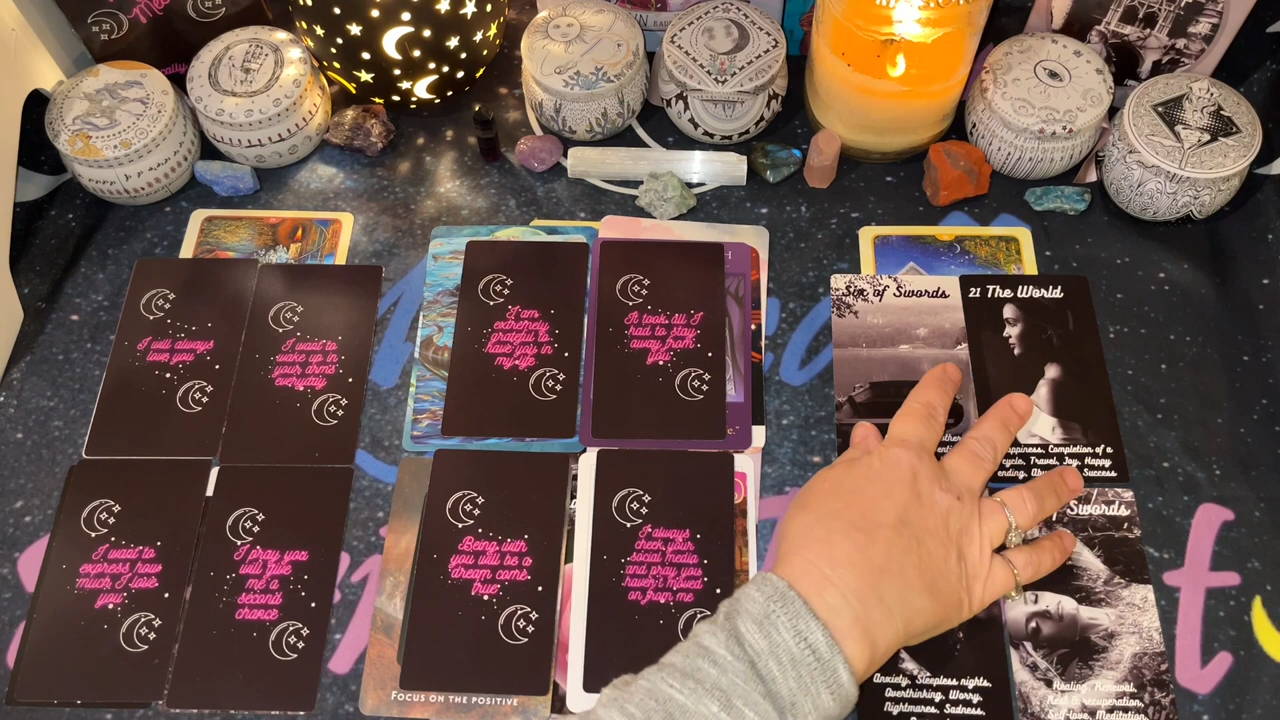 I will always
love you
I want to
wake up in
your arms
everyday
I am
extremely
grateful to
have you in
my life
It took all I
had to stay
away from
you
Six of Swords
21 The World
Happiness, Completion of a
cycle, Travel, Joy, Happy
ending, Success
I want to
express how
much I love
you
I pray you
will give
me a
second
chance
Being with
you will be a
dream come
true
I always
check your
social media
and pray you
haven't moved
on from me
of Swords
Anxiety, Sleepless nights,
Overthinking, Worry,
Nightmares, Sadness,
Healing, Renewal,
Rest & recuperation,
Self-love, Meditation,
FOCUS ON THE POSITIVE